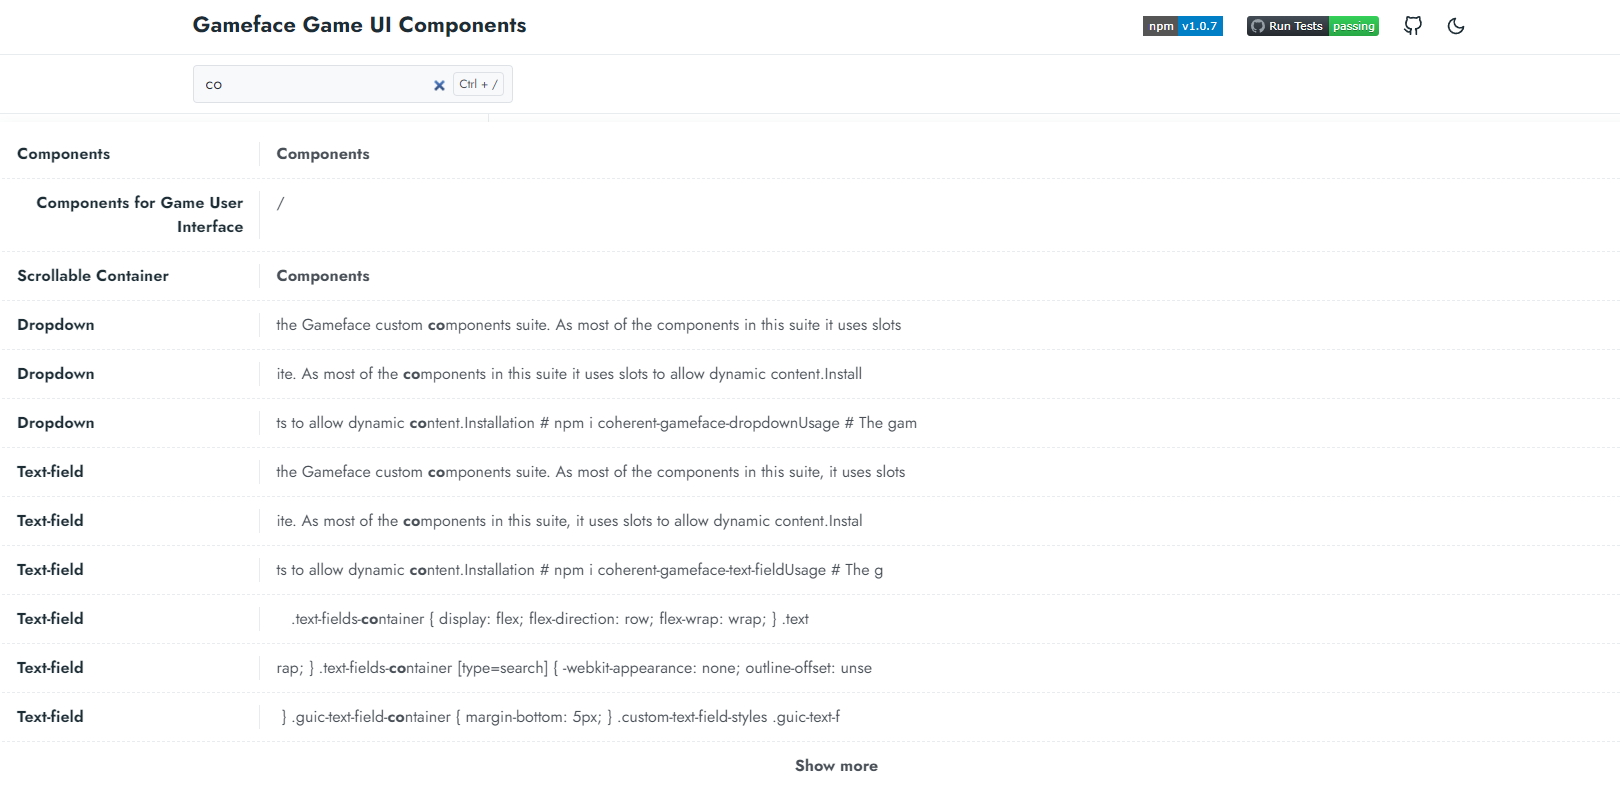 Gameface Game UI Components
npm v1.0.7
Run Tests passing
co
Ctrl + /
Components
Components
Components for Game User
Interface
/
Scrollable Container
Components
Dropdown
the Gameface custom components suite. As most of the components in this suite it uses slots
Dropdown
ite. As most of the components in this suite it uses slots to allow dynamic content.Install
Dropdown
ts to allow dynamic content.Installation # npm i coherent-gameface-dropdownUsage # The gam
Text-field
the Gameface custom components suite. As most of the components in this suite, it uses slots
Text-field
ite. As most of the components in this suite, it uses slots to allow dynamic content.Instal
Text-field
ts to allow dynamic content.Installation # npm i coherent-gameface-text-fieldUsage # The g
Text-field
.text-fields-container { display: flex; flex-direction: row; flex-wrap: wrap; } .text
Text-field
rap; } .text-fields-container [type=search] { -webkit-appearance: none; outline-offset: unse
Text-field
} .guic-text-field-container { margin-bottom: 5px; } .custom-text-field-styles .guic-text-f
Show more